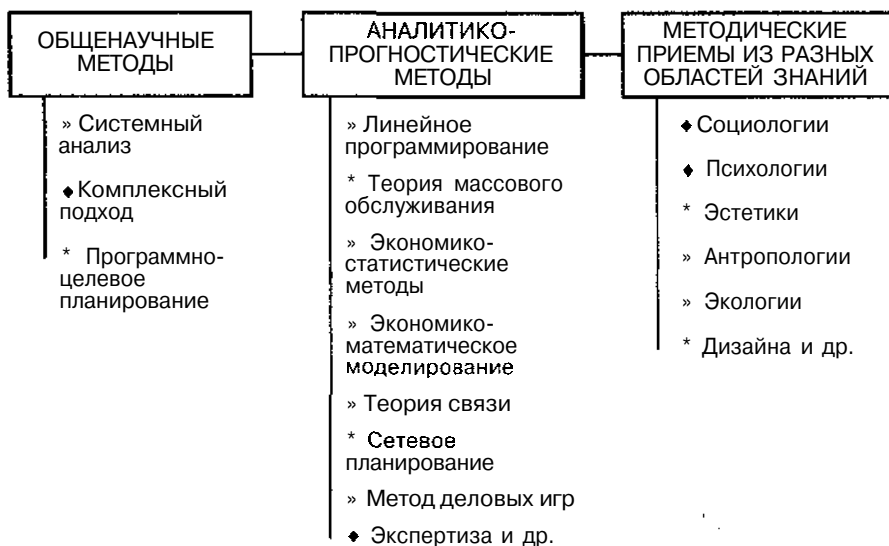 ОБЩЕНАУЧНЫЕ
МЕТОДЫ
» Системный
анализ
♦ Комплексный
подход
* Программно-
целевое
планирование
АНАЛИТИКО-
ПРОГНОСТИЧЕСКИЕ
МЕТОДЫ
» Линейное
программирование
* Теория массового
обслуживания
» Экономико-
статистические
методы
» Экономико-
математическое
моделирование
» Теория связи
* Сетевое
планирование
» Метод деловых игр
♦ Экспертиза и др.
МЕТОДИЧЕСКИЕ
ПРИЕМЫ ИЗ РАЗНЫХ
ОБЛАСТЕЙ ЗНАНИЙ
♦ Социологии
♦ Психологии
* Эстетики
» Антропологии
» Экологии
* Дизайна и др.